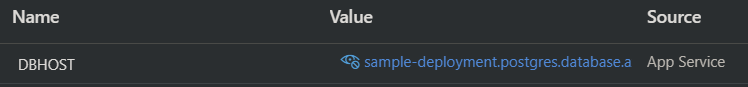 Name Value Source
DBHOST sample-deployment.postgres.database.a App Service